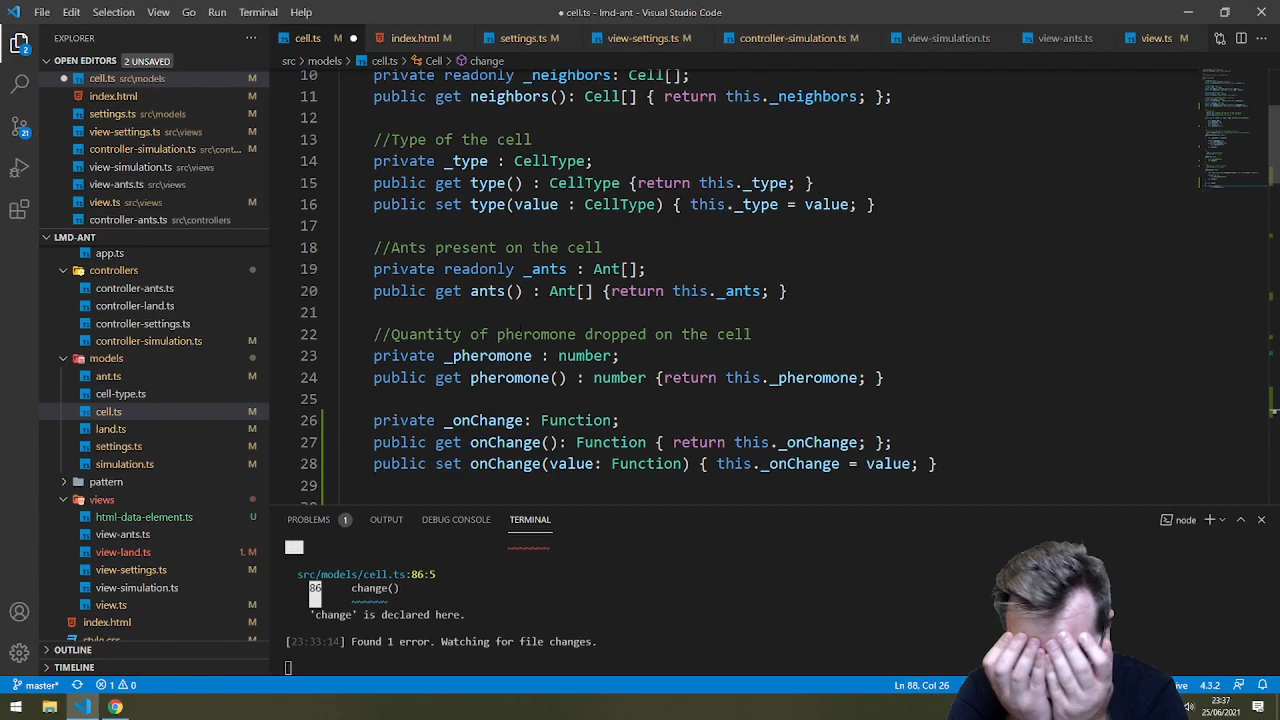 File Edit Selection View Go Run Terminal Help
● cell.ts - lmd-ant - Visual Studio Code
EXPLORER
OPEN EDITORS 2 UNSAVED
cell.ts src\models
index.html
settings.ts src\models
view-settings.ts src\views
controller-simulation.ts src\cont...
view-simulation.ts src\views
view-ants.ts src\views
view.ts src\views
controller-ants.ts src\controllers
LMD-ANT
app.ts
controllers
controller-ants.ts
controller-land.ts
controller-settings.ts
controller-simulation.ts M
models
ant.ts M
cell-type.ts
cell.ts M
land.ts M
settings.ts M
simulation.ts M
pattern
views
html-data-element.ts U
view-ants.ts
view-land.ts 1, M
view-settings.ts M
view-simulation.ts
view.ts M
index.html M
OUTLINE
TIMELINE
2
21
cell.ts M ●
index.html M
settings.ts M
view-settings.ts M
controller-simulation.ts M
view-simulation.ts
view-ants.ts
view.ts M
src > models > cell.ts > Cell > change
10 private readonly _neighbors: Cell[];
11 public get neighbs(): Cell[] { return this._neighbors; };
12
13 //Type of the cell
14 private _type : CellType;
15 public get type() : CellType {return this._type; }
16 public set type(value : CellType) { this._type = value; }
17
18 //Ants present on the cell
19 private readonly _ants : Ant[];
20 public get ants() : Ant[] {return this._ants; }
21
22 //Quantity of pheromone dropped on the cell
23 private _pheromone : number;
24 public get pheromone() : number {return this._pheromone; }
25
26 private _onChange: Function;
27 public get onChange(): Function { return this._onChange; };
28 public set onChange(value: Function) { this._onChange = value; }
29
PROBLEMS 1 OUTPUT DEBUG CONSOLE TERMINAL
node
src/models/cell.ts:86:5
86 change()
'change' is declared here.
[23:33:14] Found 1 error. Watching for file changes.
master*
1 0
Ln 88, Col 26
4.3.2
23:37
25/06/2021